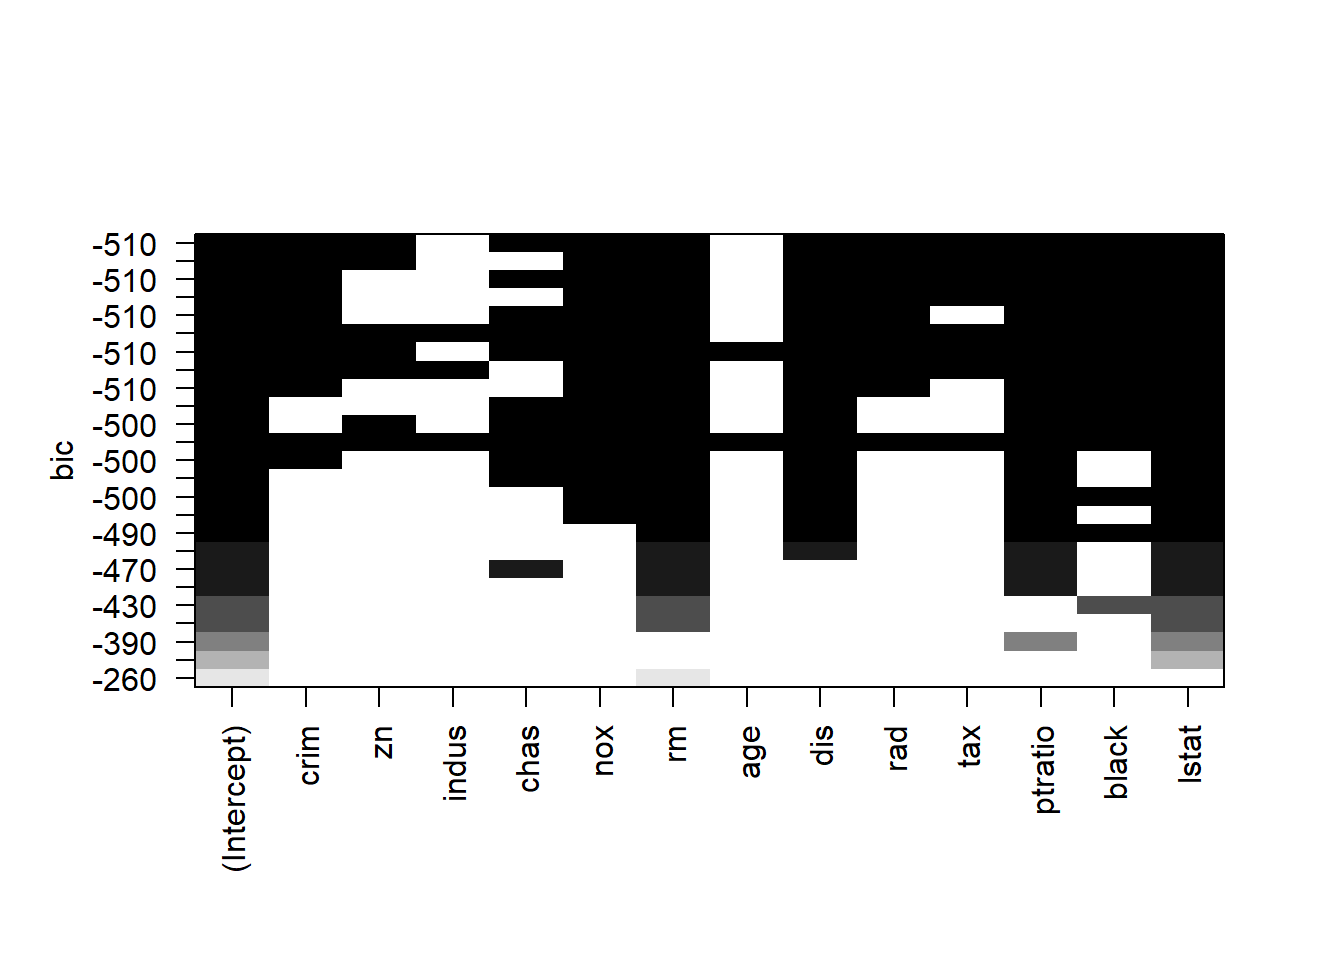 -510
-510
-510
-510
-510
-500
-500
-500
-490
-470
-430
-390
-260
bic
(Intercept)
crim
zn
indus
chas
nox
rm
age
dis
rad
tax
ptratio
black
lstat